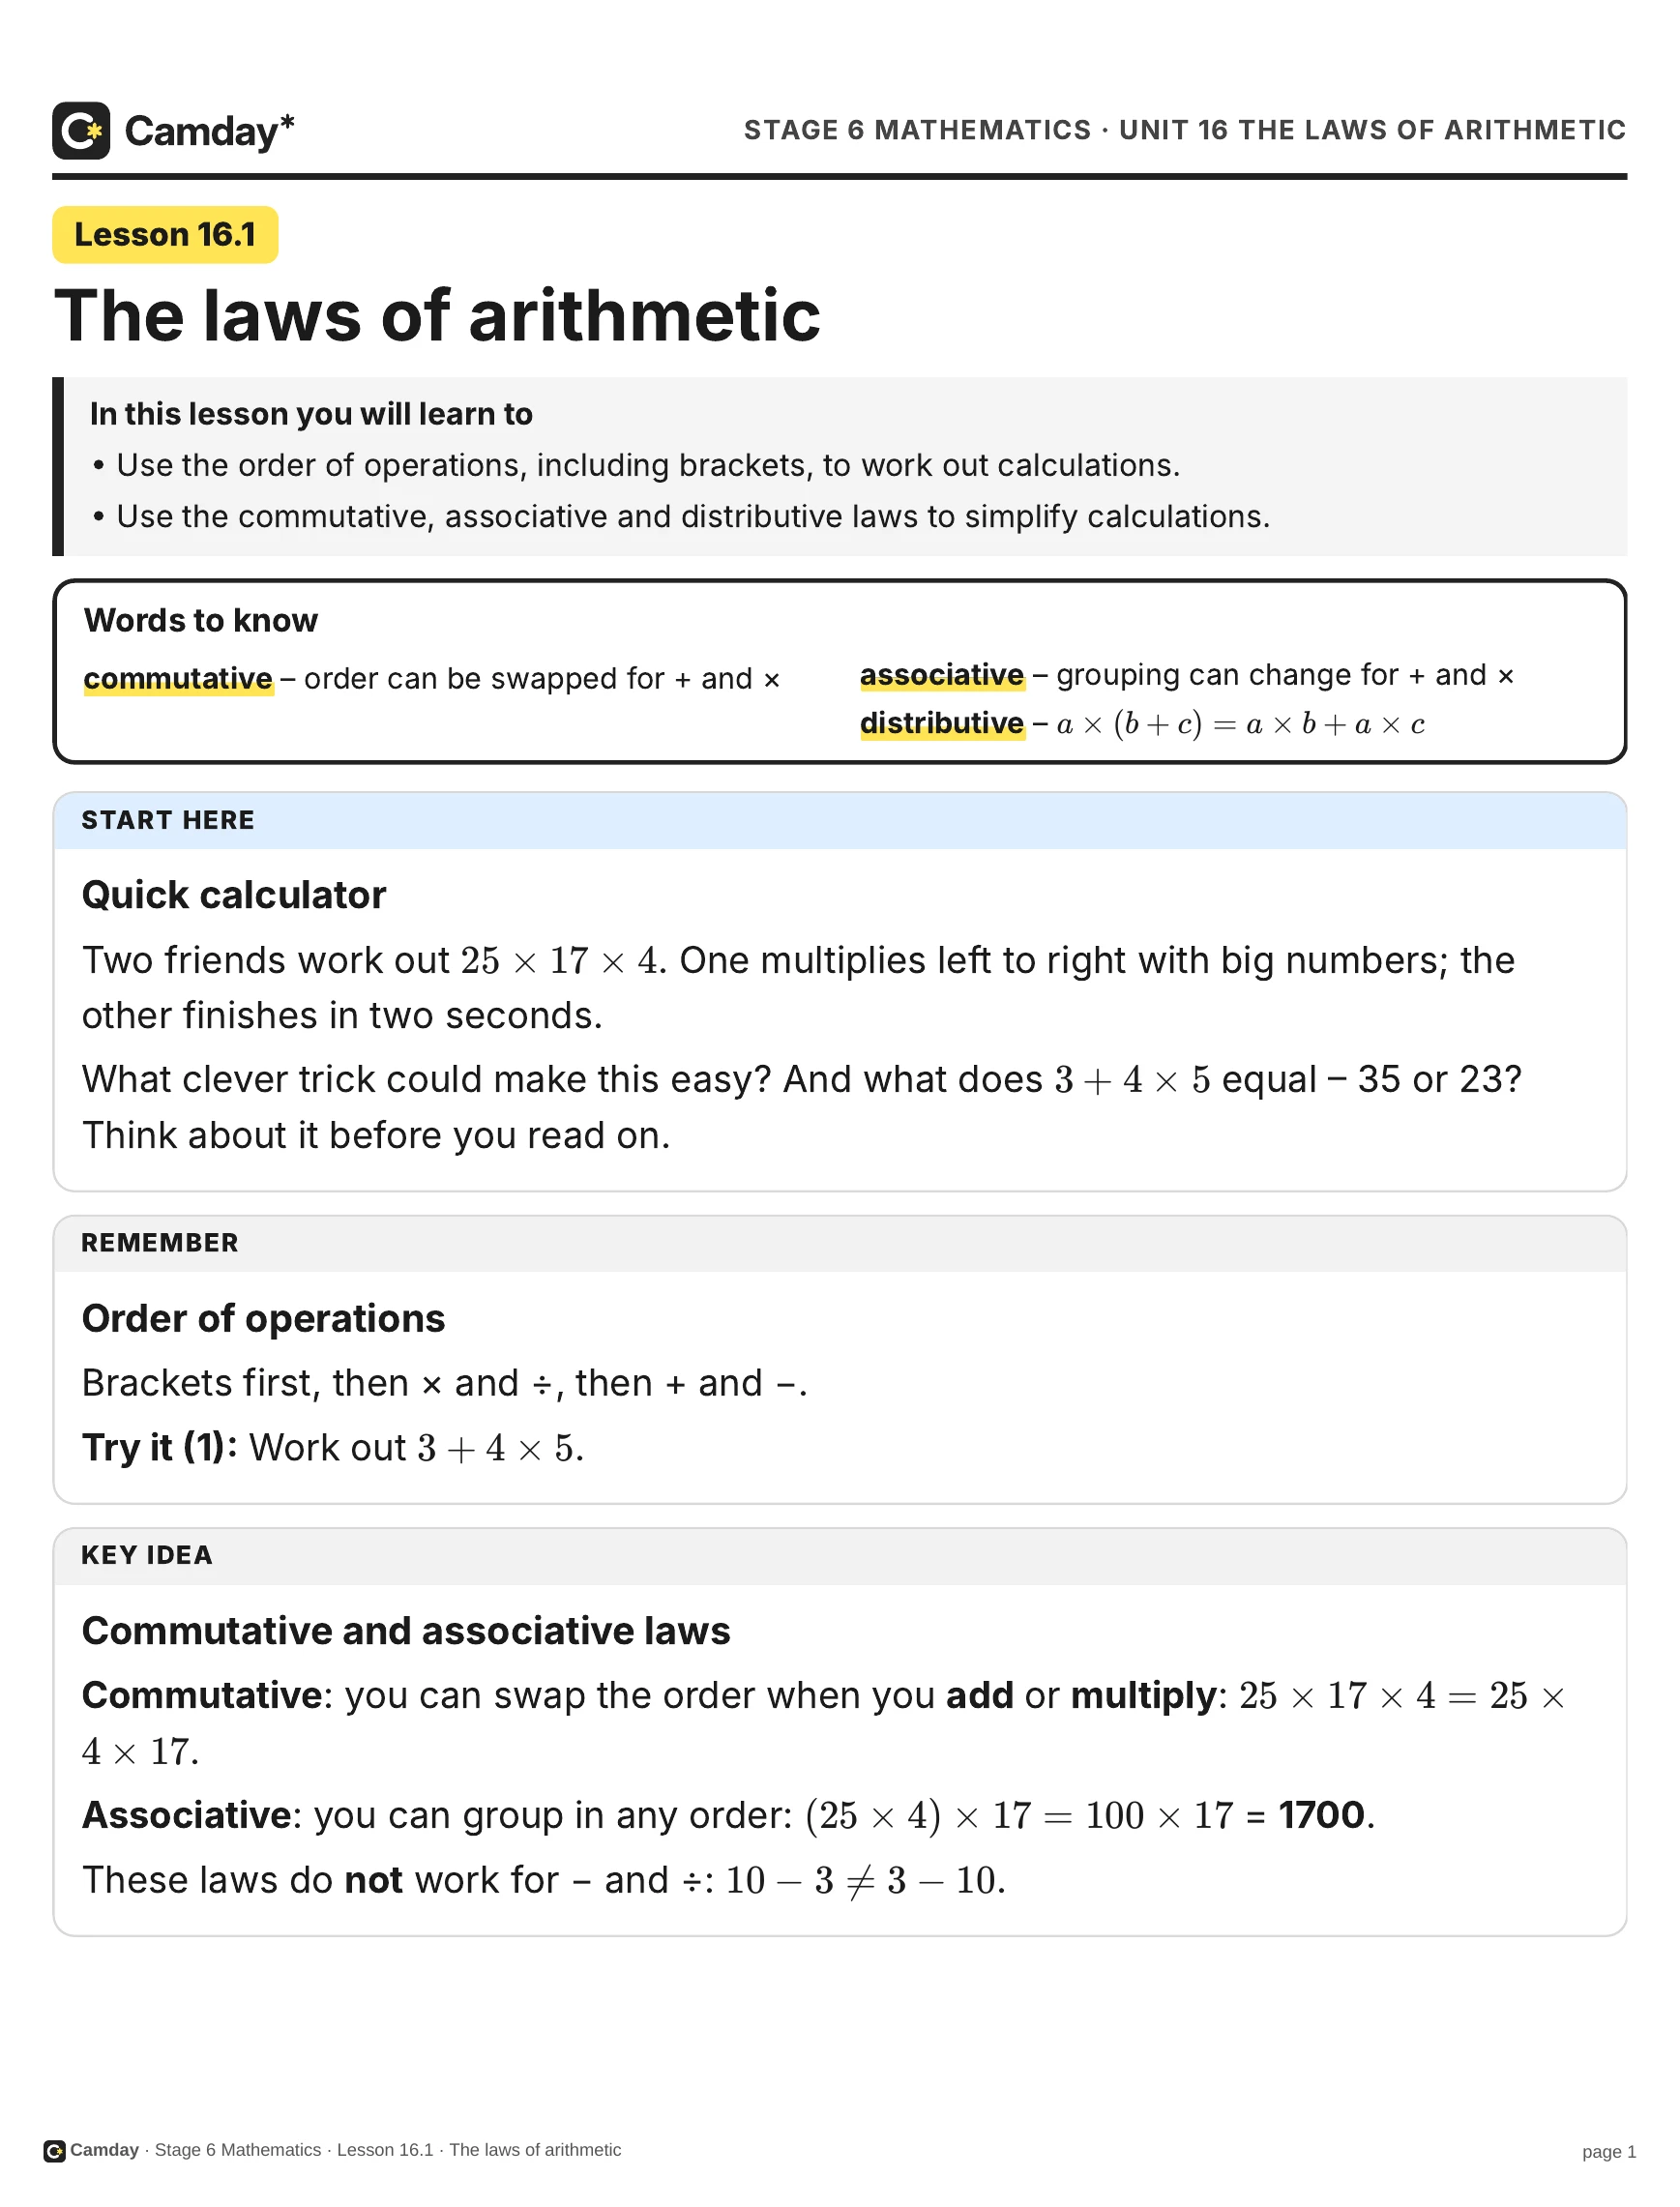 Camday*
STAGE 6 MATHEMATICS · UNIT 16 THE LAWS OF ARITHMETIC
Lesson 16.1
The laws of arithmetic
In this lesson you will learn to
• Use the order of operations, including brackets, to work out calculations.
• Use the commutative, associative and distributive laws to simplify calculations.
Words to know
commutative – order can be swapped for + and ×
associative – grouping can change for + and ×
distributive – a × (b + c) = a × b + a × c
START HERE
Quick calculator
Two friends work out 25 × 17 × 4. One multiplies left to right with big numbers; the
other finishes in two seconds.
What clever trick could make this easy? And what does 3 + 4 × 5 equal – 35 or 23?
Think about it before you read on.
REMEMBER
Order of operations
Brackets first, then × and ÷, then + and −.
Try it (1): Work out 3 + 4 × 5.
KEY IDEA
Commutative and associative laws
Commutative: you can swap the order when you add or multiply: 25 × 17 × 4 = 25 ×
4 × 17.
Associative: you can group in any order: (25 × 4) × 17 = 100 × 17 = 1700.
These laws do not work for − and ÷: 10 − 3 ≠ 3 − 10.
Camday · Stage 6 Mathematics · Lesson 16.1 · The laws of arithmetic
page 1